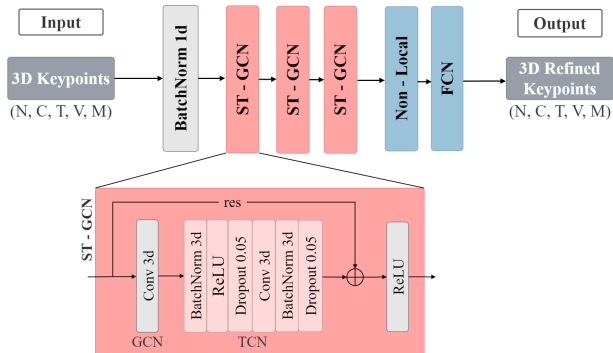 Input
Output
3D Keypoints
(N, C, T, V, M)
BatchNorm 1d
ST - GCN
ST - GCN
ST - GCN
Non - Local
FCN
3D Refined
Keypoints
(N, C, T, V, M)
ST - GCN
res
Conv 3d
BatchNorm 3d
ReLU
Dropout 0.05
Conv 3d
BatchNorm 3d
Dropout 0.05
ReLU
GCN
TCN